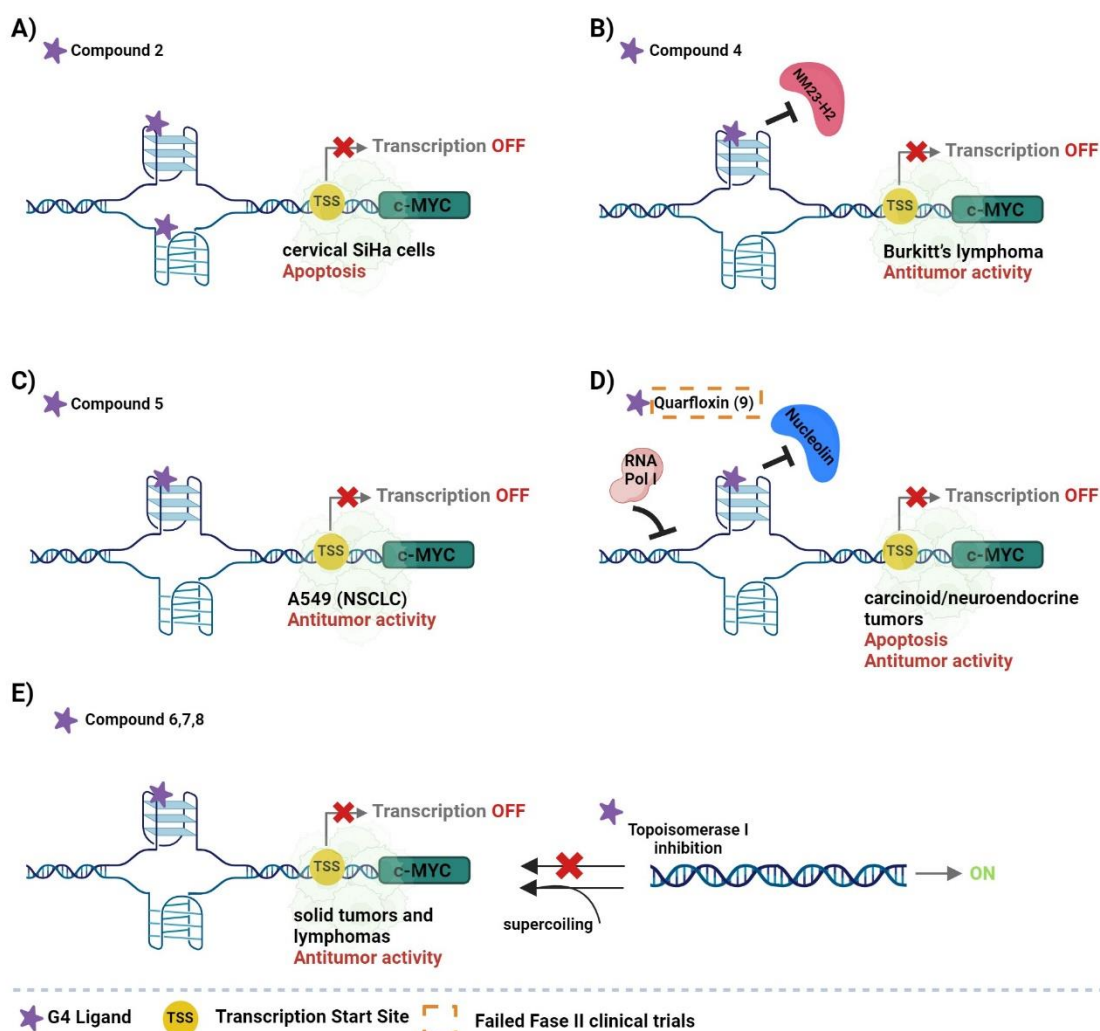 A)
Compound 2
Transcription OFF
TSS
c-MYC
cervical SiHa cells
Apoptosis
B)
Compound 4
NM23-H2
Transcription OFF
TSS
c-MYC
Burkitt's lymphoma
Antitumor activity
C)
Compound 5
Transcription OFF
TSS
c-MYC
A549 (NSCLC)
Antitumor activity
D)
Quarfloxin (9)
Nucleolin
RNA
Pol I
Transcription OFF
TSS
c-MYC
carcinoid/neuroendocrine
tumors
Apoptosis
Antitumor activity
E)
Compound 6,7,8
Transcription OFF
TSS
c-MYC
solid tumors and
lymphomas
Antitumor activity
Topoisomerase I
inhibition
supercoiling
ON
G4 Ligand
TSS
Transcription Start Site
Failed Fase II clinical trials